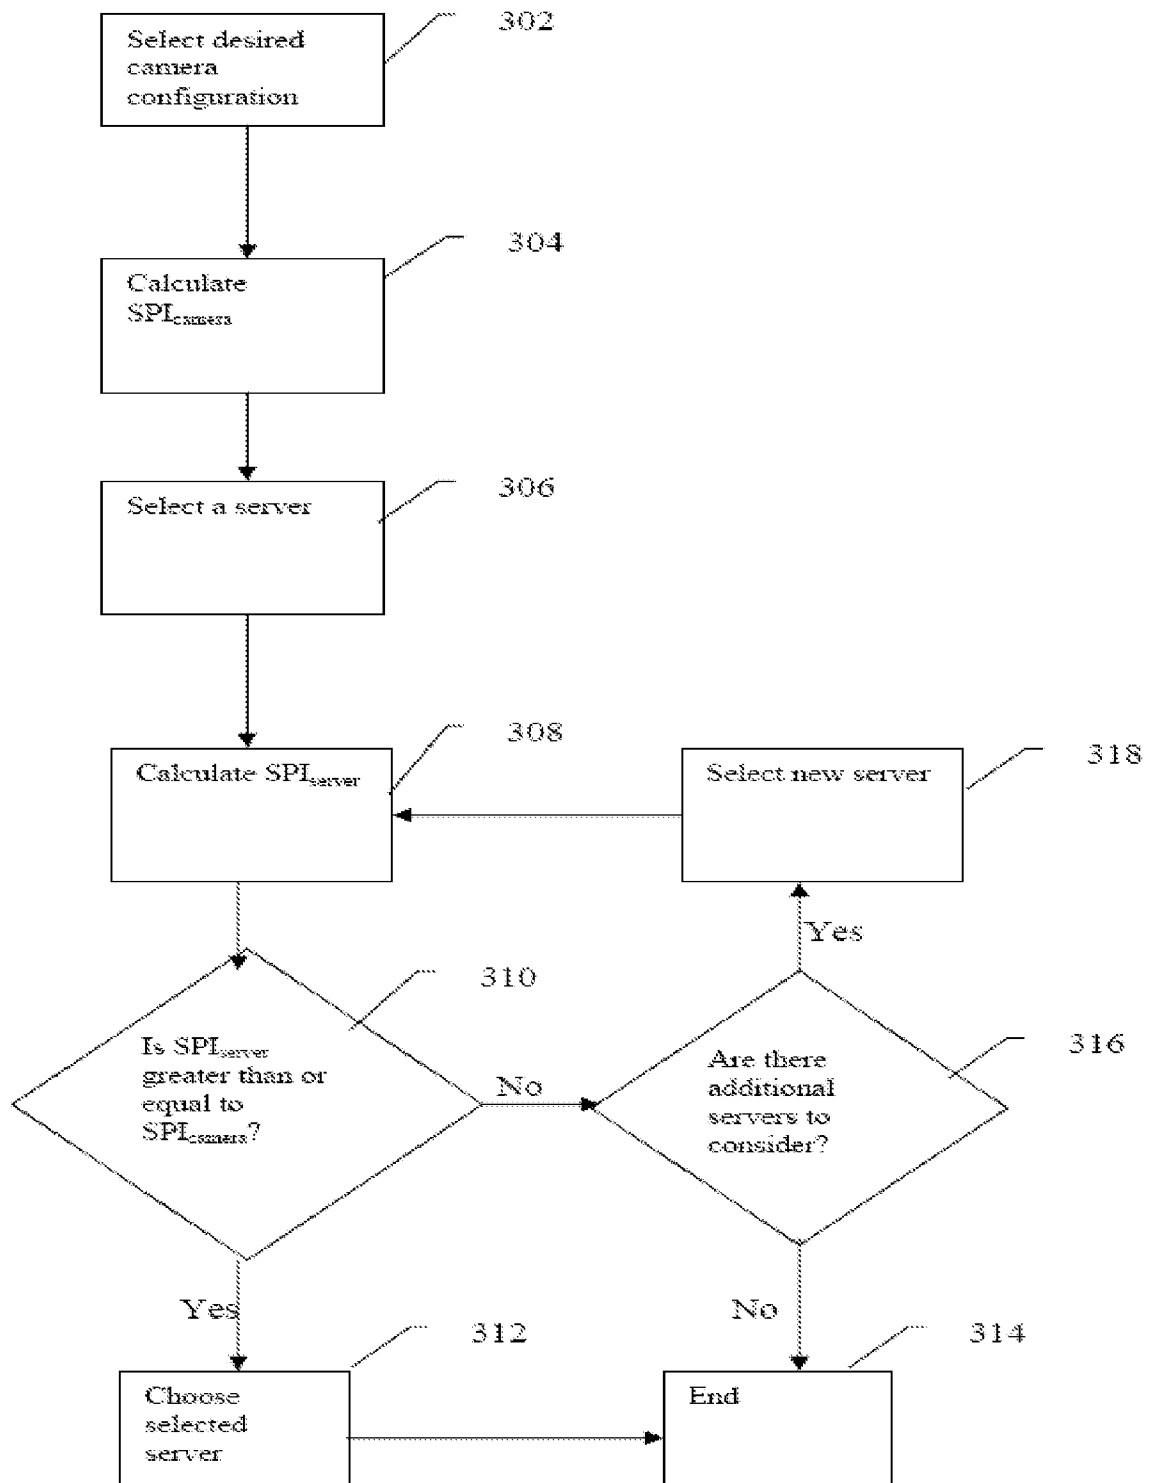 302
Select desired
camera
configuration
304
Calculate
SPIcamera
306
Select a server
308
Calculate SPIserver
318
Select new server
Yes
310
Is SPIserver
greater than or
equal to
SPIcamera?
No
316
Are there
additional
servers to
consider?
Yes
312
Choose
selected
server
No
314
End